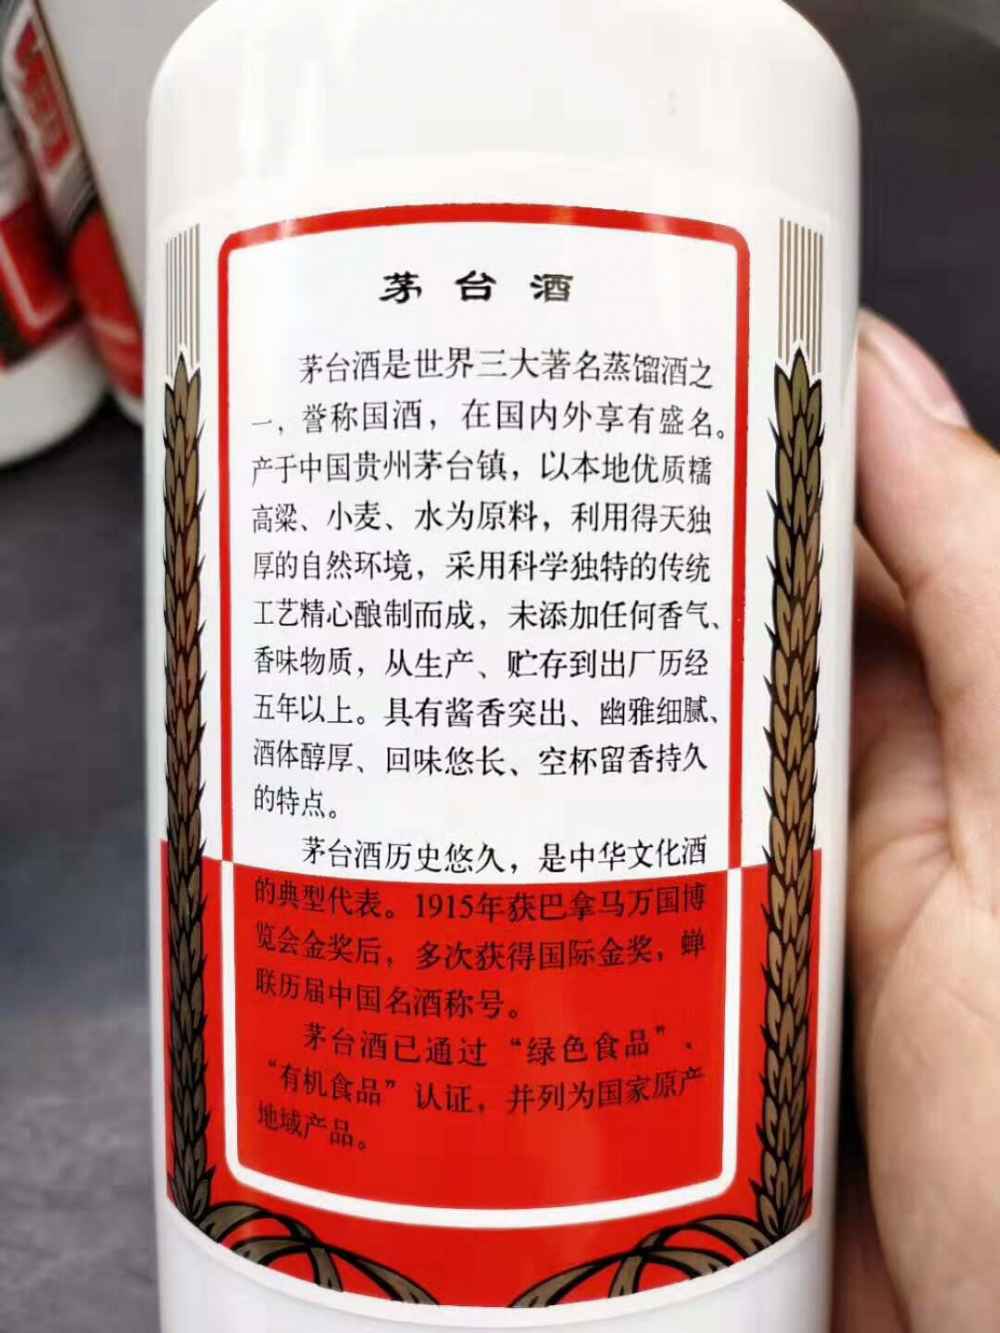 茅台酒
茅台酒是世界三大著名蒸馏酒之
一，誉称国酒，在国内外享有盛名。
产于中国贵州茅台镇，以本地优质糯
高粱、小麦、水为原料，利用得天独
厚的自然环境，采用科学独特的传统
工艺精心酿制而成，未添加任何香气、
香味物质，从生产、贮存到出厂历经
五年以上。具有酱香突出、幽雅细腻、
酒体醇厚、回味悠长、空杯留香持久
的特点。
茅台酒历史悠久，是中华文化酒
的典型代表。1915年获巴拿马万国博
览会金奖后，多次获得国际金奖，蝉
联历届中国名酒称号。
茅台酒已通过“绿色食品”、
“有机食品”认证，并列为国家原产
地域产品。